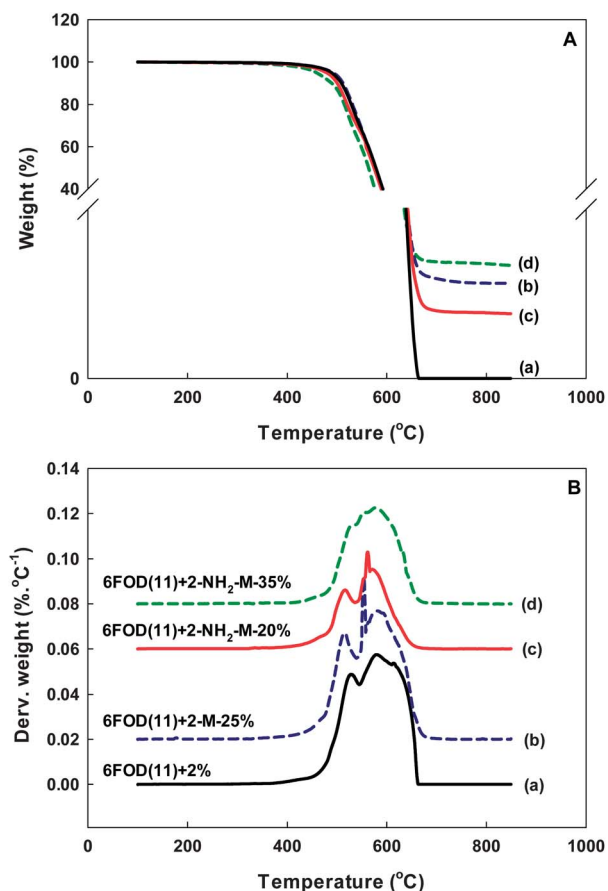 A
120
100
80
60
40
0
Weight (%)
(d)
(b)
(c)
(a)
0 200 400 600 800 1000
Temperature (°C)
B
0.14
0.12
0.10
0.08
0.06
0.04
0.02
0.00
Derv. weight (%.°C⁻¹)
6FOD(11)+2-NH₂-M-35%
(d)
6FOD(11)+2-NH₂-M-20%
(c)
6FOD(11)+2-M-25%
(b)
6FOD(11)+2%
(a)
0 200 400 600 800 1000
Temperature (°C)